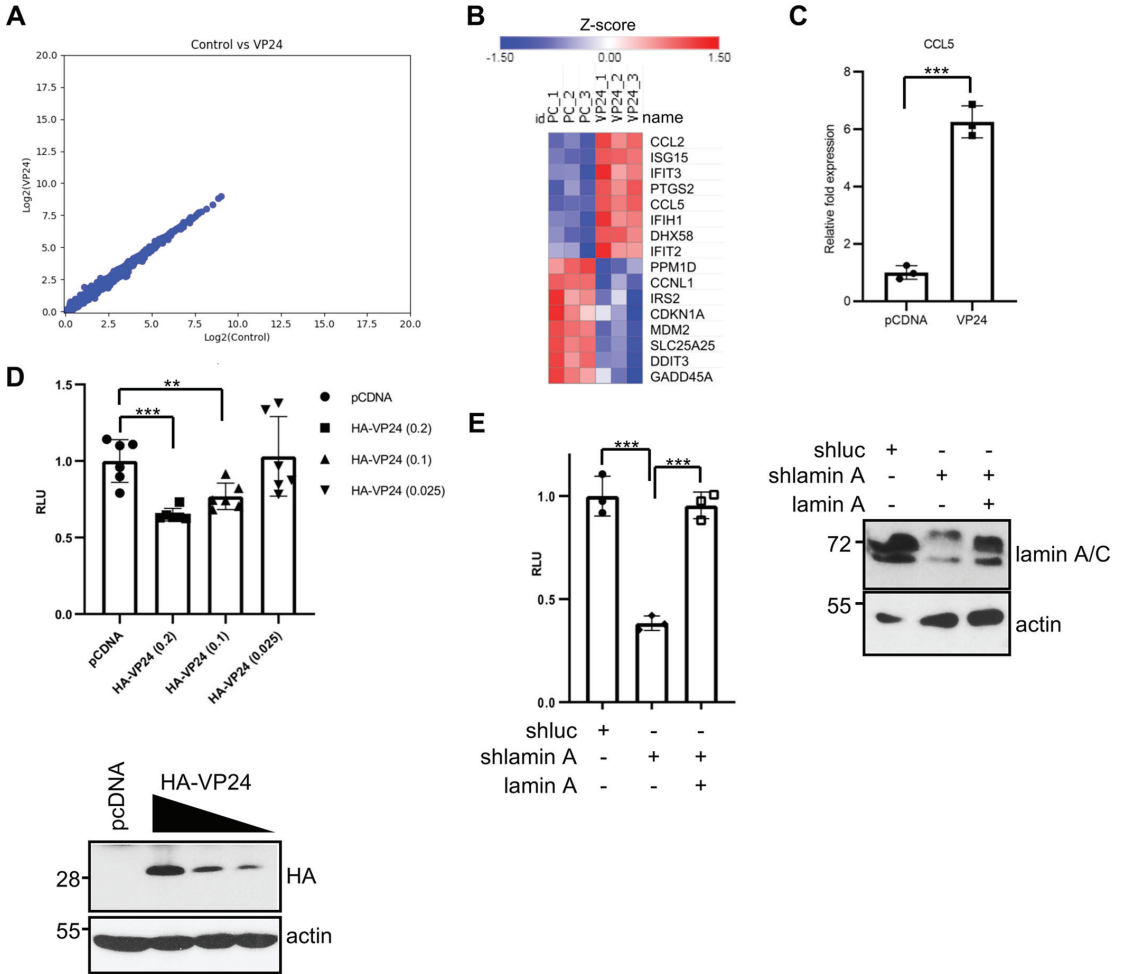 A
Control vs VP24
20.0
17.5
15.0
12.5
10.0
7.5
5.0
2.5
0.0
Log2(VP24)
0.0 2.5 5.0 7.5 10.0 12.5 15.0 17.5 20.0
Log2(Control)
B
Z-score
-1.50 0.00 1.50
id PC_1 PC_2 PC_3 VP24_1 VP24_2 VP24_3 name
CCL2
ISG15
IFIT3
PTGS2
CCL5
IFIH1
DHX58
IFIT2
PPM1D
CCNL1
IRS2
CDKN1A
MDM2
SLC25A25
DDIT3
GADD45A
C
CCL5
***
8
6
4
2
0
Relative fold expression
pCDNA VP24
D
1.5
1.0
0.5
0.0
RLU
**
***
pCDNA
HA-VP24 (0.2)
HA-VP24 (0.1)
HA-VP24 (0.025)
pCDNA
HA-VP24 (0.2)
HA-VP24 (0.1)
HA-VP24 (0.025)
pcDNA
HA-VP24
28
HA
55
actin
E
*** ***
1.0
0.5
0.0
RLU
shluc + - -
shlamin A - + +
lamin A - - +
shluc + - -
shlamin A - + +
lamin A - - +
72
lamin A/C
55
actin